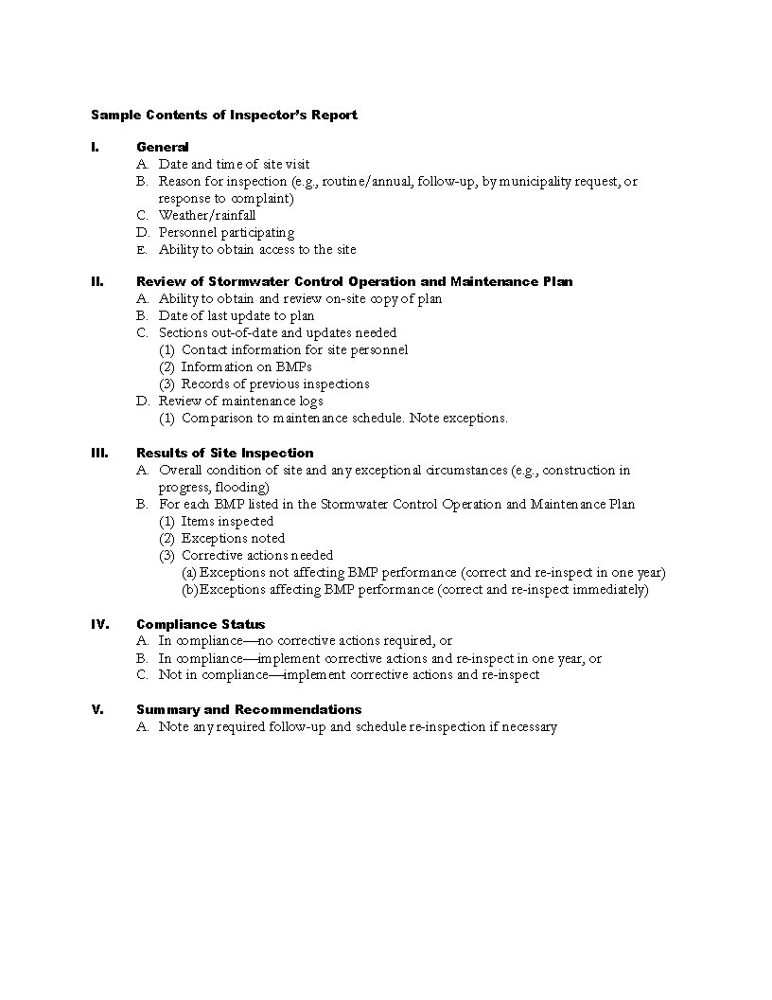 Sample Contents of Inspector's Report
I. General
A. Date and time of site visit
B. Reason for inspection (e.g., routine/annual, follow-up, by municipality request, or
response to complaint)
C. Weather/rainfall
D. Personnel participating
E. Ability to obtain access to the site
II. Review of Stormwater Control Operation and Maintenance Plan
A. Ability to obtain and review on-site copy of plan
B. Date of last update to plan
C. Sections out-of-date and updates needed
(1) Contact information for site personnel
(2) Information on BMPs
(3) Records of previous inspections
D. Review of maintenance logs
(1) Comparison to maintenance schedule. Note exceptions.
III. Results of Site Inspection
A. Overall condition of site and any exceptional circumstances (e.g., construction in
progress, flooding)
B. For each BMP listed in the Stormwater Control Operation and Maintenance Plan
(1) Items inspected
(2) Exceptions noted
(3) Corrective actions needed
(a) Exceptions not affecting BMP performance (correct and re-inspect in one year)
(b) Exceptions affecting BMP performance (correct and re-inspect immediately)
IV. Compliance Status
A. In compliance—no corrective actions required, or
B. In compliance—implement corrective actions and re-inspect in one year, or
C. Not in compliance—implement corrective actions and re-inspect
V. Summary and Recommendations
A. Note any required follow-up and schedule re-inspection if necessary